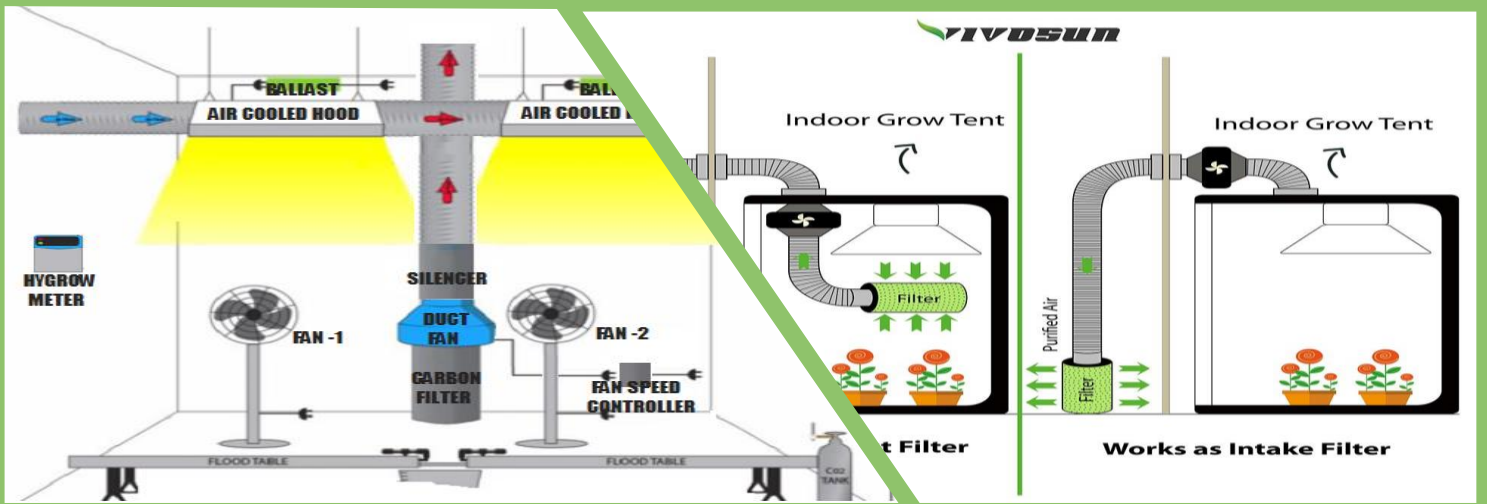 BALLAST
AIR COOLED HOOD
AIR COOLED
HYGROW
METER
SILENCER
DUCT
FAN
FAN -1
FAN -2
CARBON
FILTER
FAN SPEED
CONTROLLER
FLOOD TABLE
FLOOD TABLE
CO2
TANK
VIVOSUN
Indoor Grow Tent
Filter
t Filter
Indoor Grow Tent
Purified Air
Filter
Works as Intake Filter